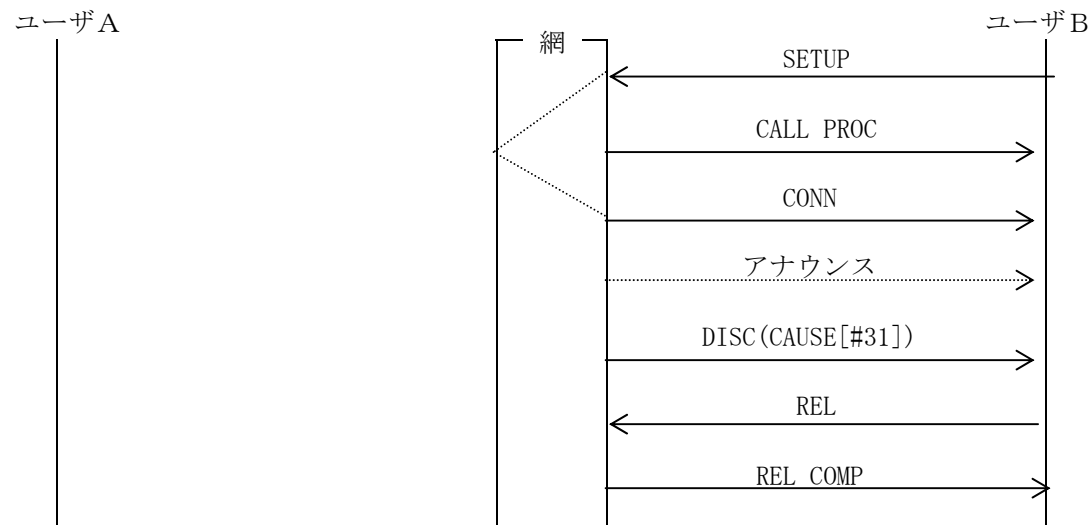 ユーザA
ユーザB
網
SETUP
CALL PROC
CONN
アナウンス
DISC(CAUSE[#31])
REL
REL COMP